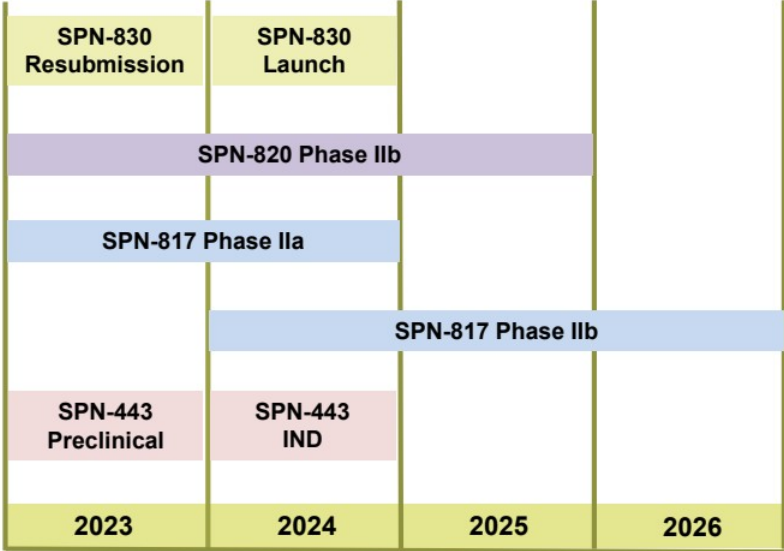 SPN-830
Resubmission
SPN-830
Launch
SPN-820 Phase IIb
SPN-817 Phase IIa
SPN-817 Phase IIb
SPN-443
Preclinical
SPN-443
IND
2023
2024
2025
2026